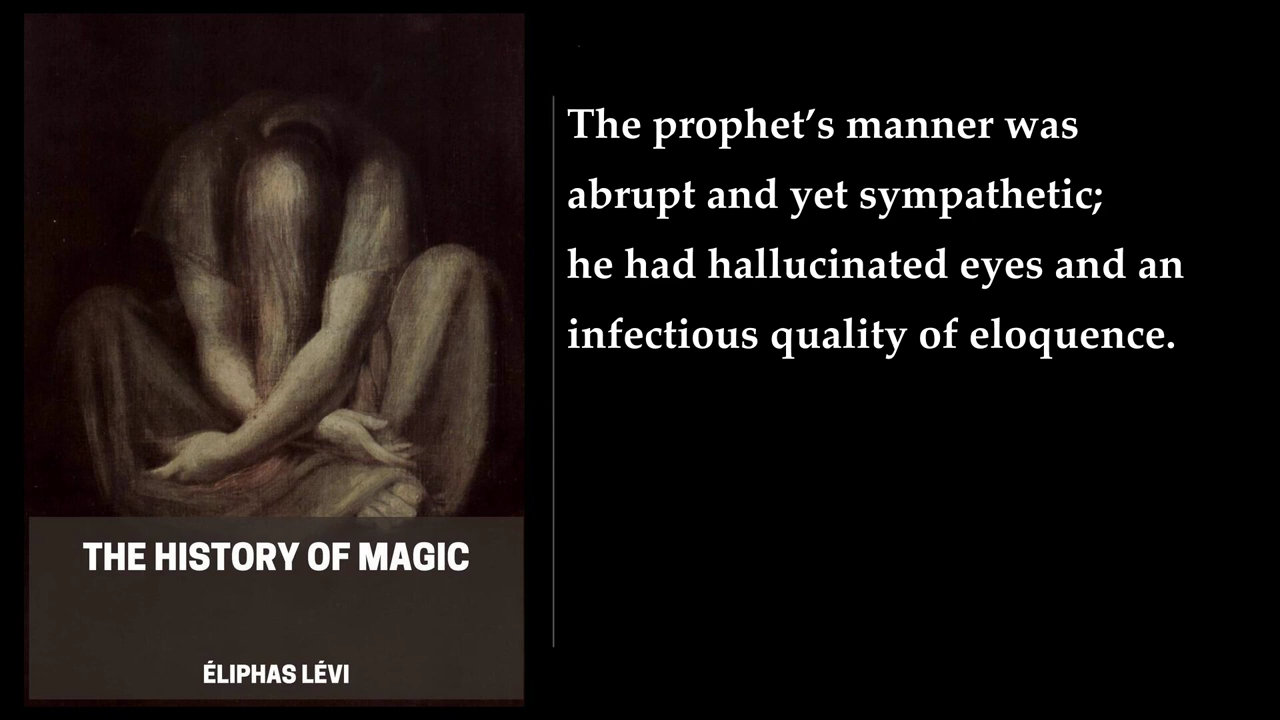 THE HISTORY OF MAGIC
ÉLIPHAS LÉVI
The prophet’s manner was
abrupt and yet sympathetic;
he had hallucinated eyes and an
infectious quality of eloquence.